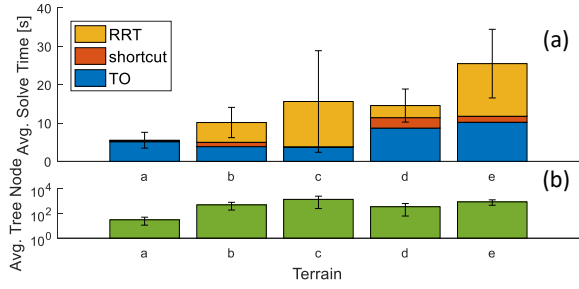 40
30
20
10
0
Avg. Solve Time [s]
RRT
shortcut
TO
(a)
a b c d e
10^4
10^2
10^0
Avg. Tree Node
(b)
a b c d e
Terrain